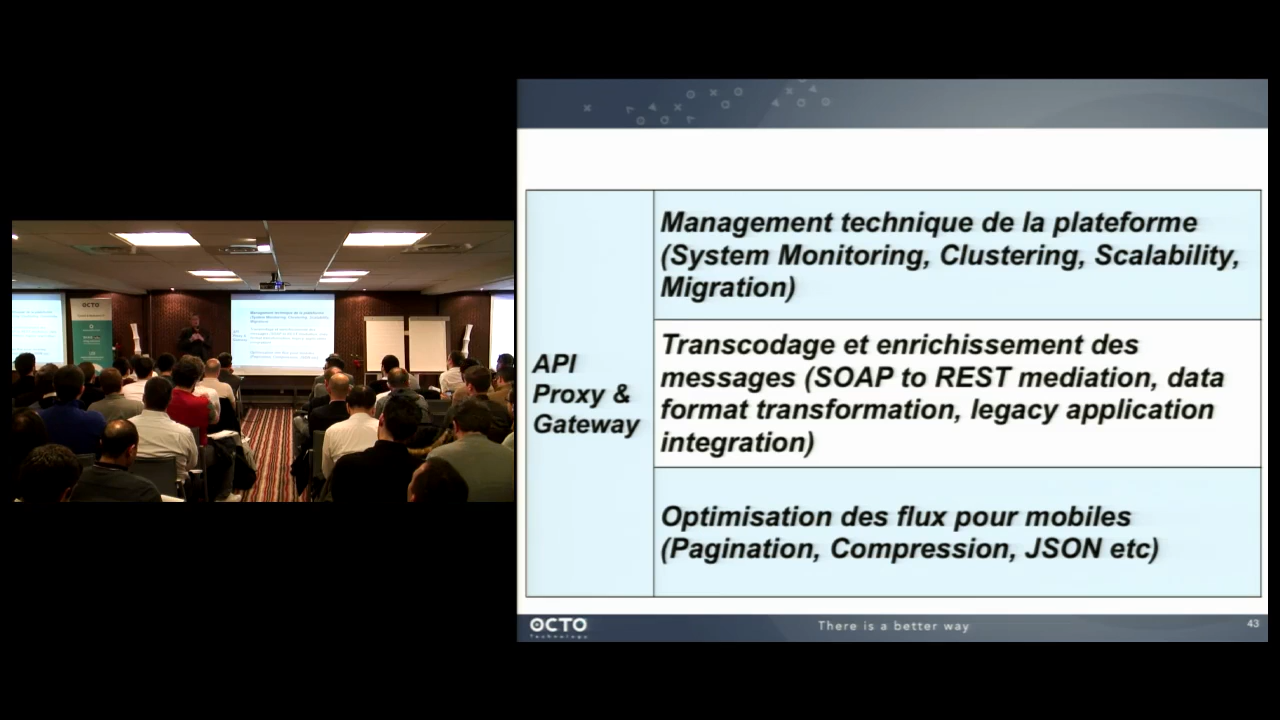 Management technique de la plateforme
(System Monitoring, Clustering, Scalability,
Migration)
API
Proxy &
Gateway
Transcodage et enrichissement des
messages (SOAP to REST mediation, data
format transformation, legacy application
integration)
Optimisation des flux pour mobiles
(Pagination, Compression, JSON etc)
OCTO
Technology
There is a better way
43
OCTO